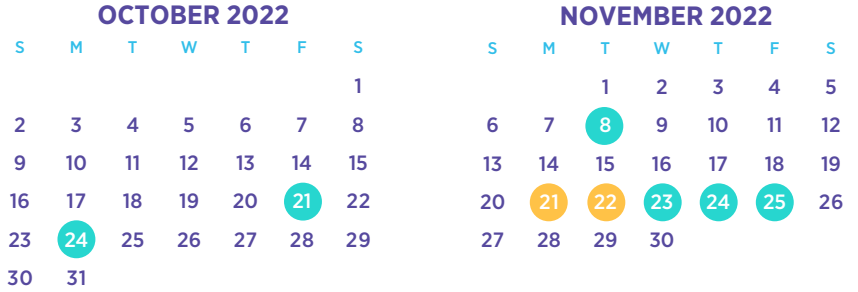 OCTOBER 2022
S M T W T F S
1
2 3 4 5 6 7 8
9 10 11 12 13 14 15
16 17 18 19 20 21 22
23 24 25 26 27 28 29
30 31
NOVEMBER 2022
S M T W T F S
1 2 3 4 5
6 7 8 9 10 11 12
13 14 15 16 17 18 19
20 21 22 23 24 25 26
27 28 29 30